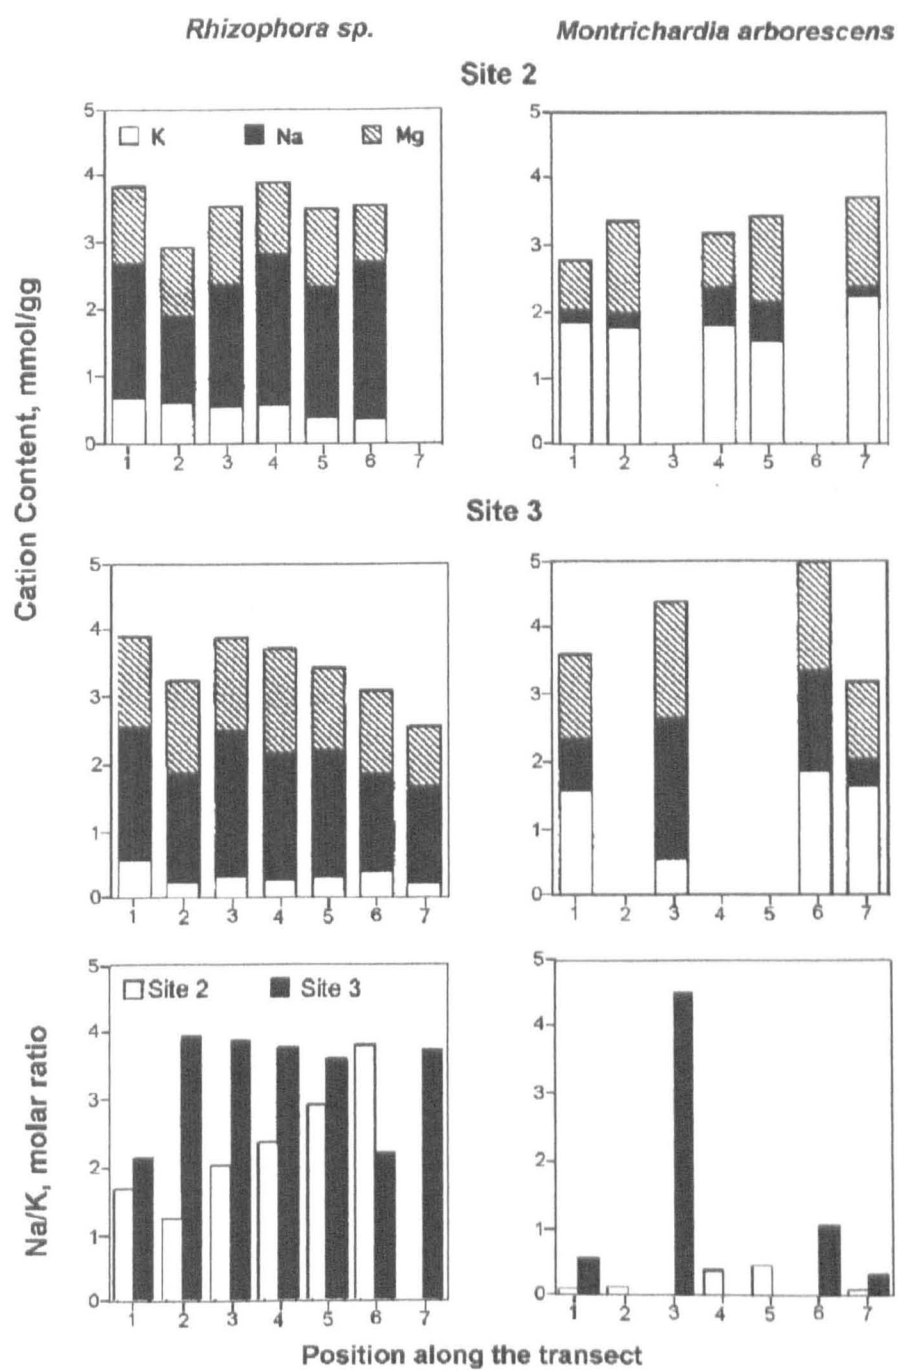 Rhizophora sp. Montrichardia arborescens
Site 2
Cation Content, mmol/gg
5 4 3 2 1 0
K Na Mg
1 2 3 4 5 6 7
5 4 3 2 1 0
1 2 3 4 5 6 7
Site 3
5 4 3 2 1 0
1 2 3 4 5 6 7
5 4 3 2 1 0
1 2 3 4 5 6 7
Na/K, molar ratio
5 4 3 2 1 0
Site 2 Site 3
1 2 3 4 5 6 7
5 4 3 2 1 0
1 2 3 4 5 6 7
Position along the transect